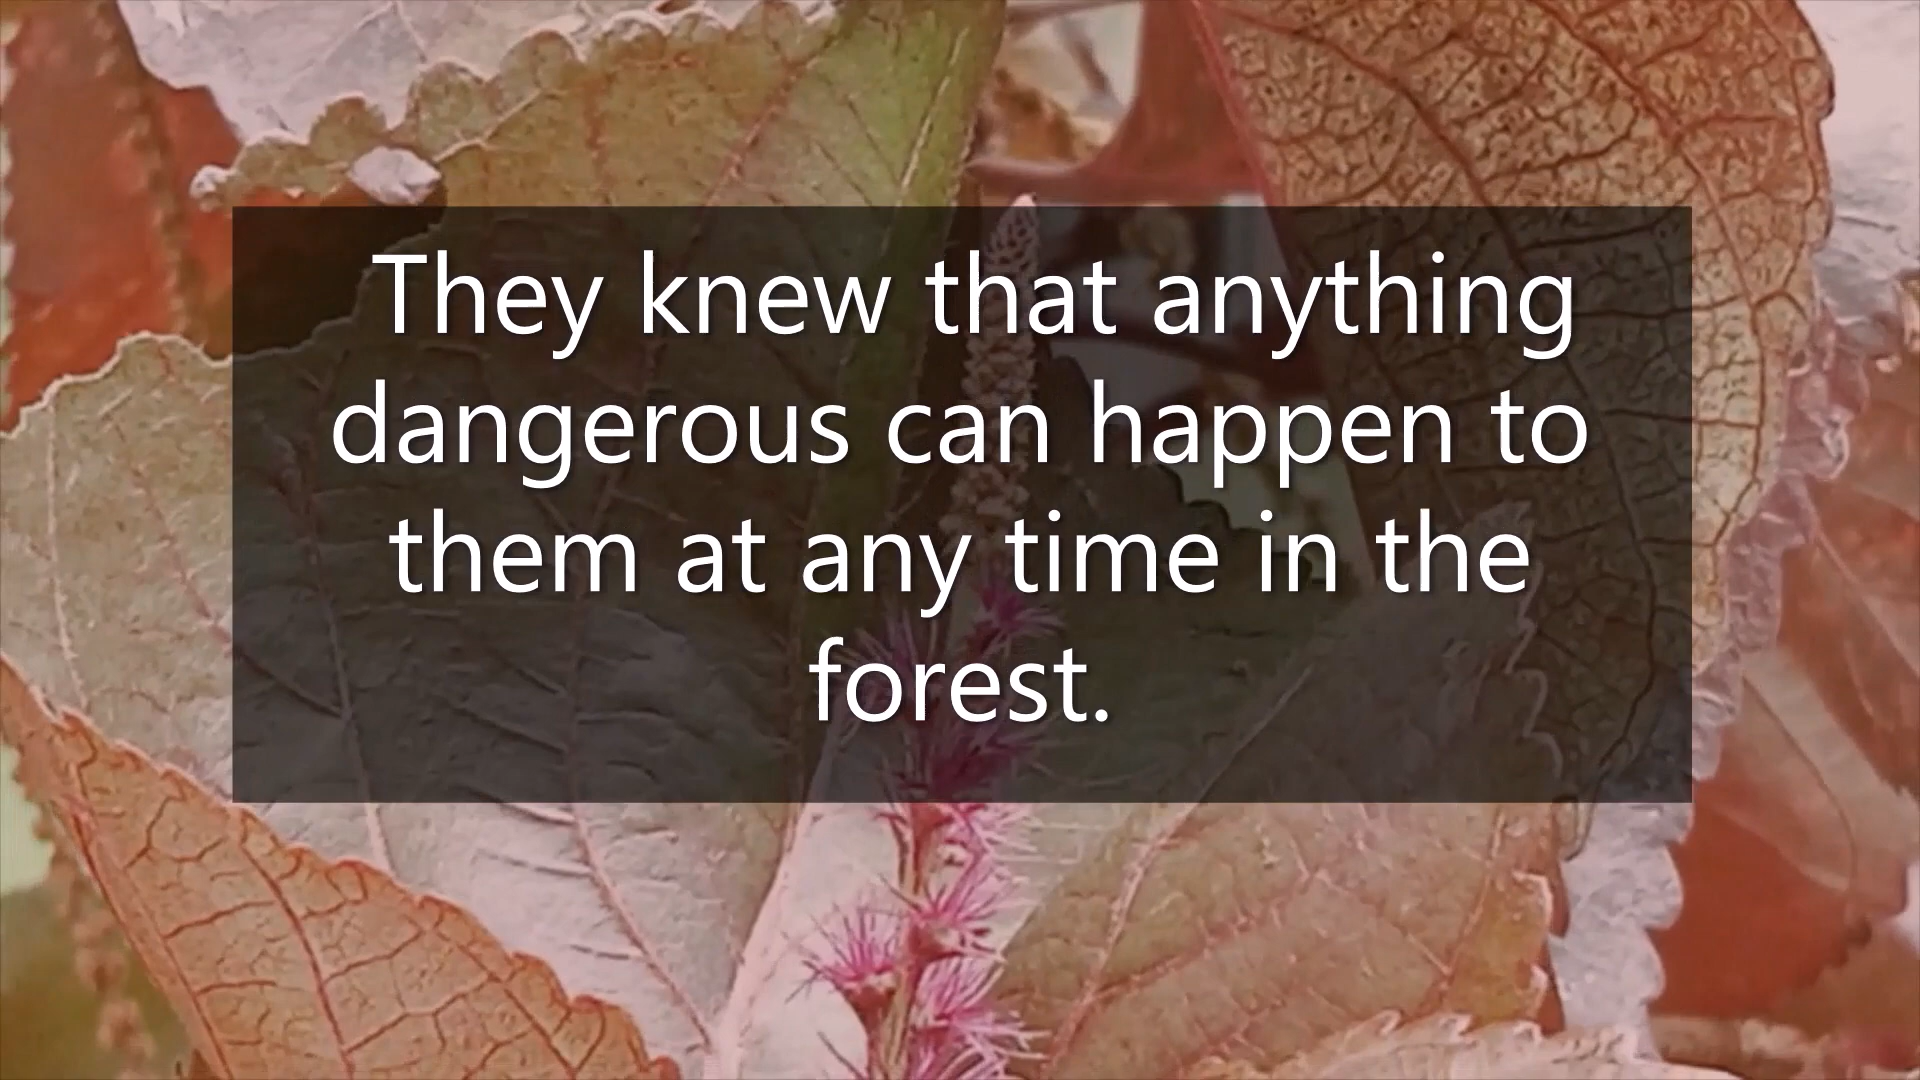 They knew that anything
dangerous can happen to
them at any time in the
forest.